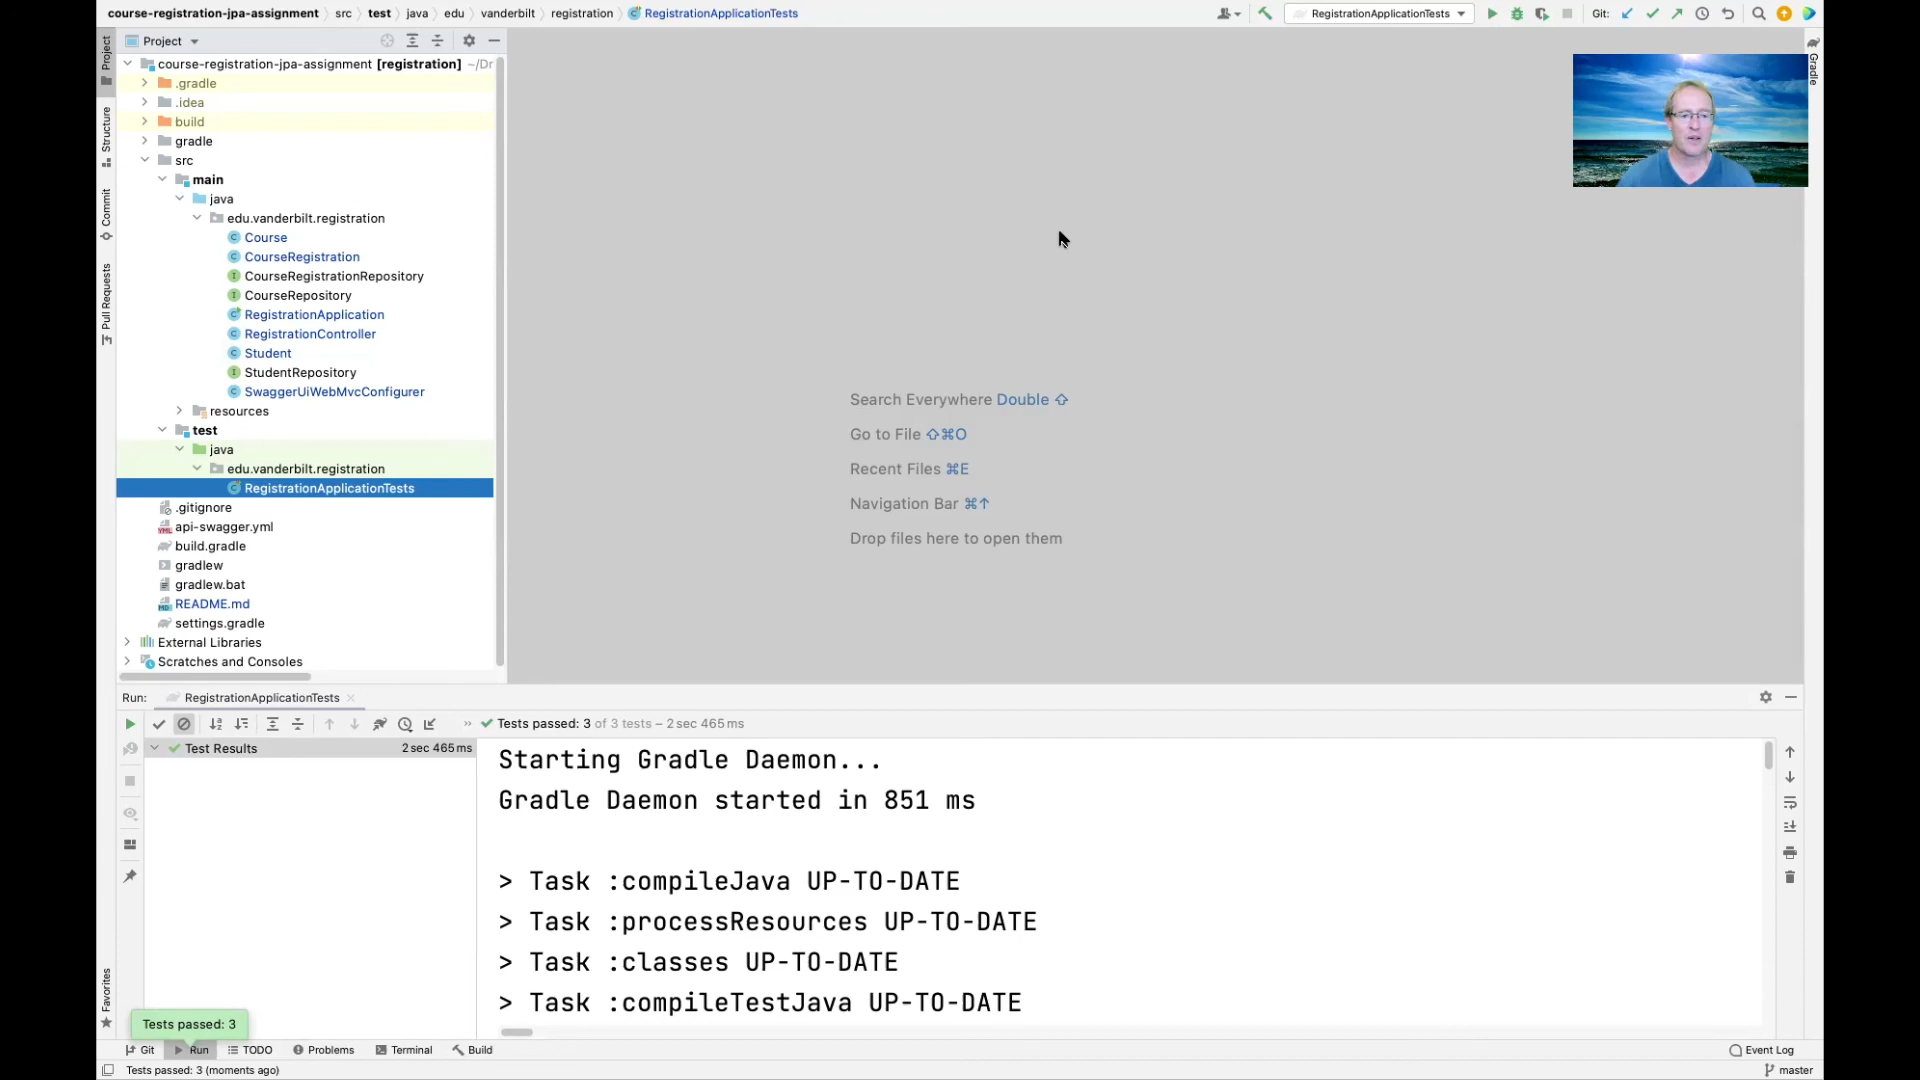 course-registration-jpa-assignment src test java edu vanderbilt registration RegistrationApplicationTests
RegistrationApplicationTests Git:
Project
Project
Structure
Commit
Pull Requests
Favorites
Gradle
course-registration-jpa-assignment [registration] ~/Dr
.gradle
.idea
build
gradle
src
main
java
edu.vanderbilt.registration
Course
CourseRegistration
CourseRegistrationRepository
CourseRepository
RegistrationApplication
RegistrationController
Student
StudentRepository
SwaggerUiWebMvcConfigurer
resources
test
java
edu.vanderbilt.registration
RegistrationApplicationTests
.gitignore
api-swagger.yml
build.gradle
gradlew
gradlew.bat
README.md
settings.gradle
External Libraries
Scratches and Consoles
Search Everywhere Double ⇧
Go to File ⇧⌘O
Recent Files ⌘E
Navigation Bar ⌘↑
Drop files here to open them
Run: RegistrationApplicationTests
Tests passed: 3 of 3 tests – 2 sec 465 ms
Test Results 2 sec 465 ms
Starting Gradle Daemon...
Gradle Daemon started in 851 ms
> Task :compileJava UP-TO-DATE
> Task :processResources UP-TO-DATE
> Task :classes UP-TO-DATE
> Task :compileTestJava UP-TO-DATE
Tests passed: 3
Git Run TODO Problems Terminal Build Event Log
Tests passed: 3 (moments ago) master